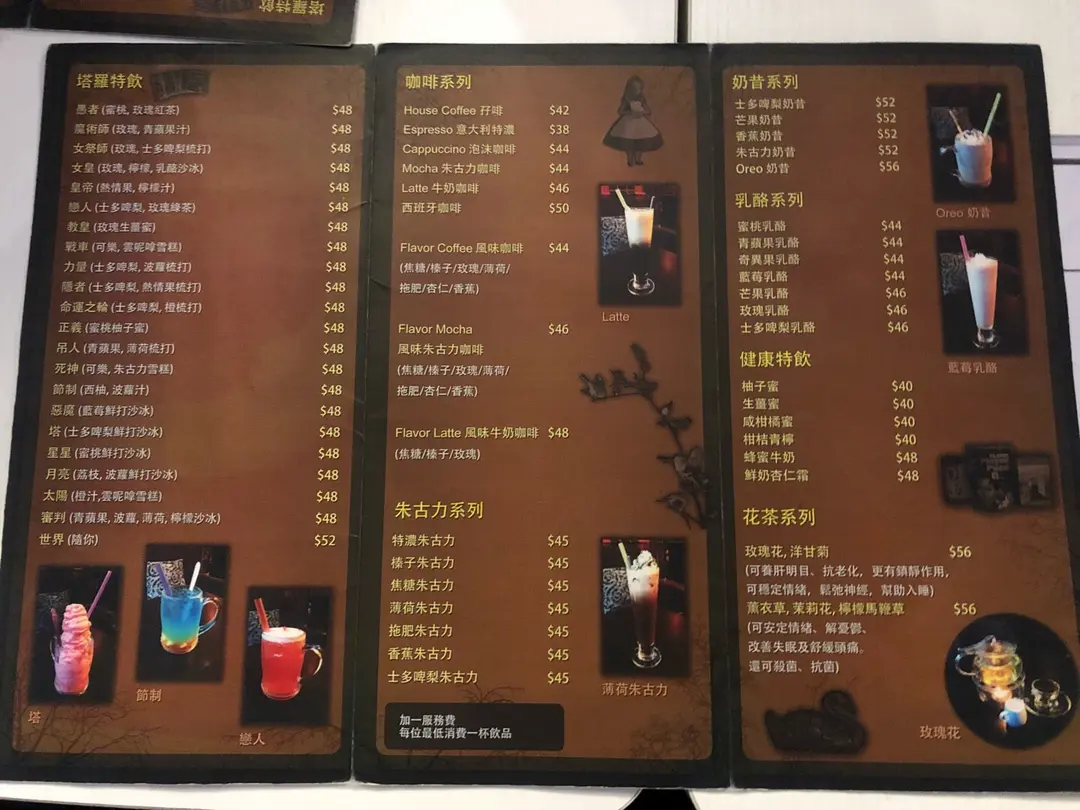 塔羅特飲
塔羅特飲
愚者 (蜜桃, 玫瑰紅茶) $48
魔術師 (玫瑰, 青蘋果汁) $48
女祭師 (玫瑰, 士多啤梨梳打) $48
女皇 (玫瑰, 檸檬, 乳酪沙冰) $48
皇帝 (熱情果, 檸檬汁) $48
戀人 (士多啤梨, 玫瑰綠茶) $48
教皇 (玫瑰生薑蜜) $48
戰車 (可樂, 雲呢嗱雪糕) $48
力量 (士多啤梨, 波蘿梳打) $48
隱者 (士多啤梨, 熱情果梳打) $48
命運之輪 (士多啤梨, 橙梳打) $48
正義 (蜜桃柚子蜜) $48
吊人 (青蘋果, 薄荷梳打) $48
死神 (可樂, 朱古力雪糕) $48
節制 (西柚, 波蘿汁) $48
惡魔 (藍莓鮮打沙冰) $48
塔 (士多啤梨鮮打沙冰) $48
星星 (蜜桃鮮打沙冰) $48
月亮 (荔枝, 波蘿鮮打沙冰) $48
太陽 (橙汁,雲呢嗱雪糕) $48
審判 (青蘋果, 波蘿, 薄荷, 檸檬沙冰) $48
世界 (隨你) $52
塔
節制
戀人
咖啡系列
House Coffee 孖啡 $42
Espresso 意大利特濃 $38
Cappuccino 泡沫咖啡 $44
Mocha 朱古力咖啡 $44
Latte 牛奶咖啡 $46
西班牙咖啡 $50
Flavor Coffee 風味咖啡 $44
(焦糖/榛子/玫瑰/薄荷/
拖肥/杏仁/香蕉)
Flavor Mocha $46
風味朱古力咖啡
(焦糖/榛子/玫瑰/薄荷/
拖肥/杏仁/香蕉)
Flavor Latte 風味牛奶咖啡 $48
(焦糖/榛子/玫瑰)
Latte
朱古力系列
特濃朱古力 $45
榛子朱古力 $45
焦糖朱古力 $45
薄荷朱古力 $45
拖肥朱古力 $45
香蕉朱古力 $45
士多啤梨朱古力 $45
薄荷朱古力
加一服務費
每位最低消費一杯飲品
奶昔系列
士多啤梨奶昔 $52
芒果奶昔 $52
香蕉奶昔 $52
朱古力奶昔 $52
Oreo 奶昔 $56
Oreo 奶昔
乳酪系列
蜜桃乳酪 $44
青蘋果乳酪 $44
奇異果乳酪 $44
藍莓乳酪 $44
芒果乳酪 $46
玫瑰乳酪 $46
士多啤梨乳酪 $46
藍莓乳酪
健康特飲
柚子蜜 $40
生薑蜜 $40
咸柑橘蜜 $40
柑桔青檸 $40
蜂蜜牛奶 $48
鮮奶杏仁霜 $48
花茶系列
玫瑰花, 洋甘菊 $56
(可養肝明目、抗老化，更有鎮靜作用，
可穩定情緒，鬆弛神經，幫助入睡)
薰衣草, 茉莉花, 檸檬馬鞭草 $56
(可安定情緒、解憂鬱、
改善失眠及舒緩頭痛。
還可殺菌、抗菌)
玫瑰花